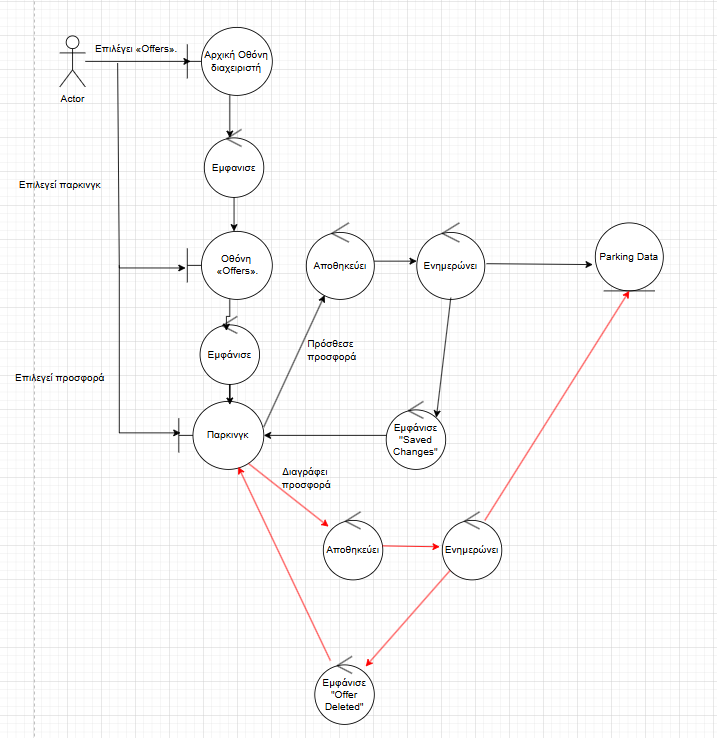 Επιλέγει «Offers».
Αρχική Οθόνη
διαχειριστή
Actor
Εμφανισε
Επιλεγεί παρκινγκ
Οθόνη
«Offers».
Αποθηκεύει
Ενημερώνει
Parking Data
Εμφάνισε
Πρόσθεσε
προσφορά
Επιλεγεί προσφορά
Παρκινγκ
Εμφάνισε
"Saved
Changes"
Διαγράφει
προσφορά
Αποθηκεύει
Ενημερώνει
Εμφάνισε
"Offer
Deleted"